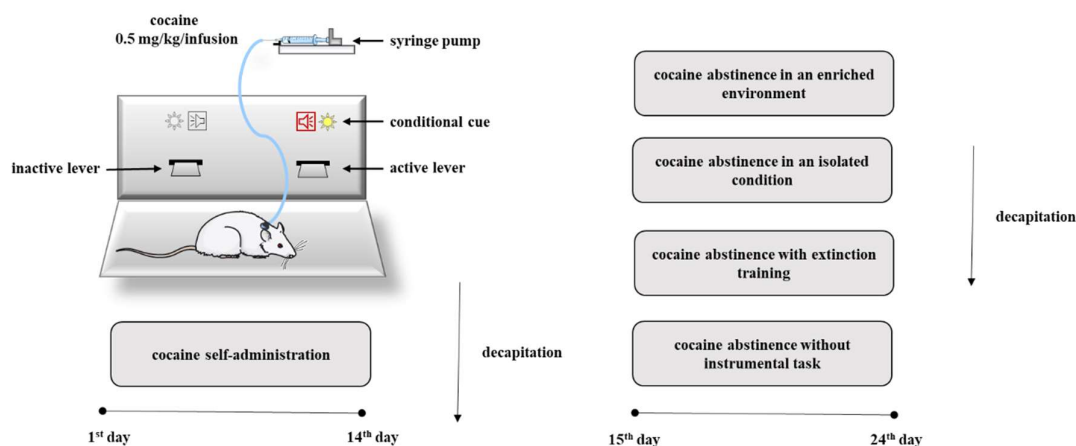 cocaine
0.5 mg/kg/infusion
syringe pump
conditional cue
inactive lever
active lever
cocaine self-administration
decapitation
1st day
14th day
cocaine abstinence in an enriched
environment
cocaine abstinence in an isolated
condition
cocaine abstinence with extinction
training
cocaine abstinence without
instrumental task
decapitation
15th day
24th day